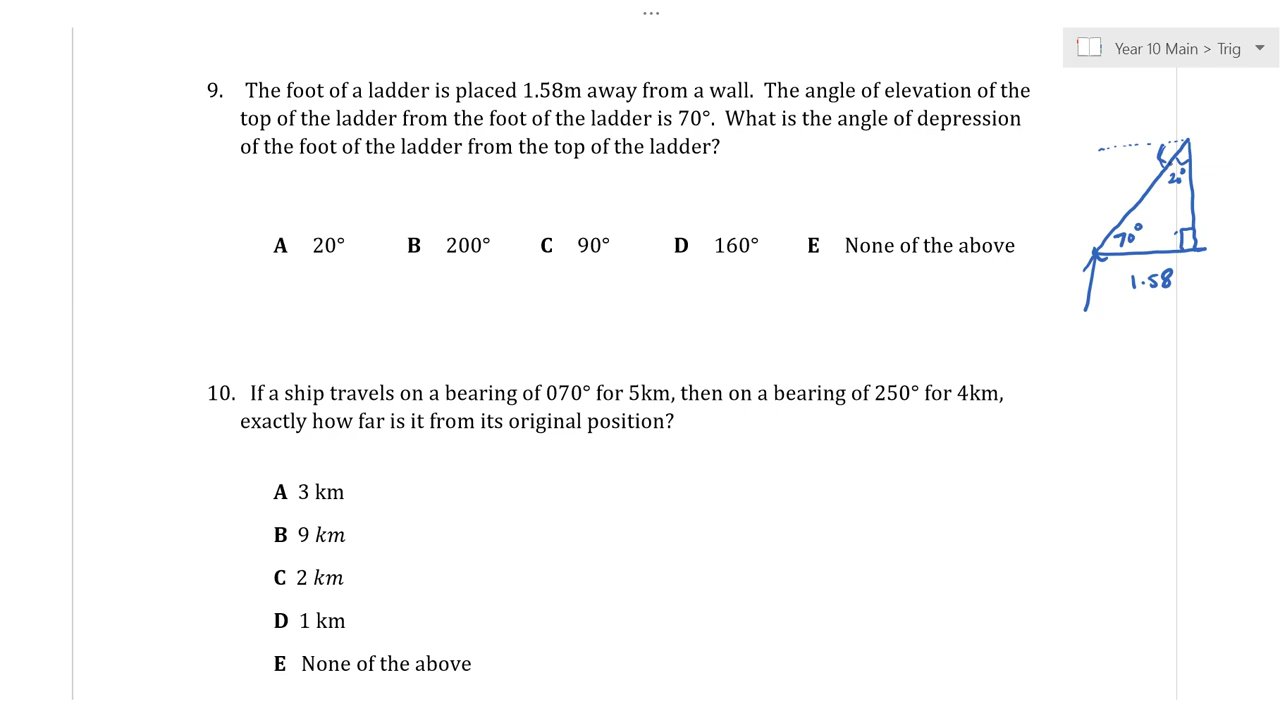 ...
Year 10 Main > Trig
9. The foot of a ladder is placed 1.58m away from a wall. The angle of elevation of the
top of the ladder from the foot of the ladder is 70°. What is the angle of depression
of the foot of the ladder from the top of the ladder?
20°
70°
1.58
A 20° B 200° C 90° D 160° E None of the above
10. If a ship travels on a bearing of 070° for 5km, then on a bearing of 250° for 4km,
exactly how far is it from its original position?
A 3 km
B 9 km
C 2 km
D 1 km
E None of the above